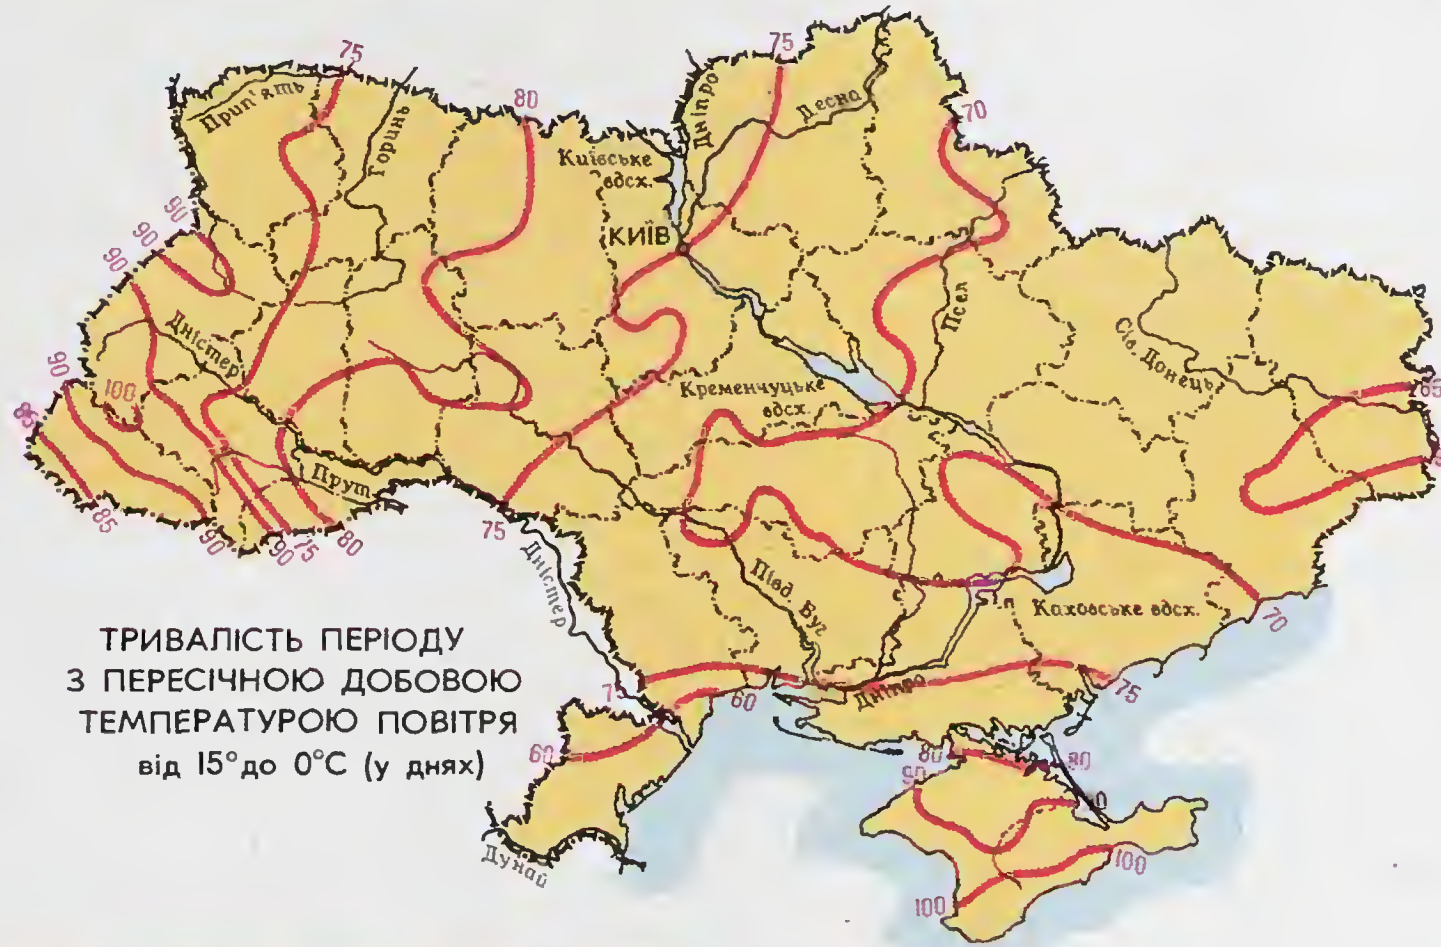 75
80
75
70
Прип'ять
Горинь
Дніпро
Десна
Київське
вдсх.
КИЇВ
90
90
90
Дністер
Псел
Сів. Донець
90
100
85
65
Кременчуцьке
вдсх.
Прут
85
90
90
75
80
75
Дністер
Півд. Буг
Каховське вдсх.
70
ТРИВАЛІСТЬ ПЕРІОДУ
З ПЕРЕСІЧНОЮ ДОБОВОЮ
ТЕМПЕРАТУРОЮ ПОВІТРЯ
від 15° до 0°С (у днях)
75
60
Дніпро
75
60
80
80
90
Дунай
100
100